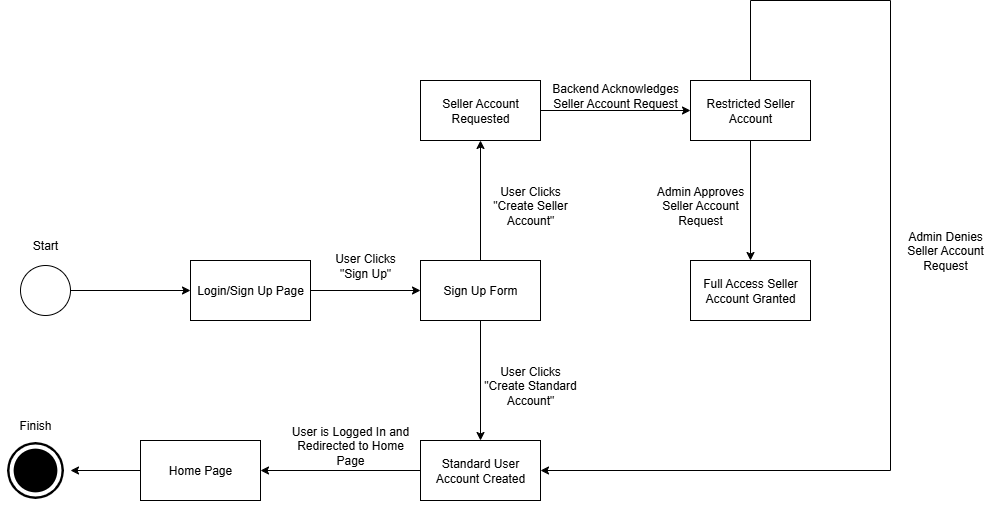 Backend Acknowledges
Seller Account Request
Seller Account
Requested
Restricted Seller
Account
User Clicks
"Create Seller
Account"
Admin Approves
Seller Account
Request
Admin Denies
Seller Account
Request
Start
User Clicks
"Sign Up"
Login/Sign Up Page
Sign Up Form
Full Access Seller
Account Granted
User Clicks
"Create Standard
Account"
Finish
User is Logged In and
Redirected to Home
Page
Home Page
Standard User
Account Created